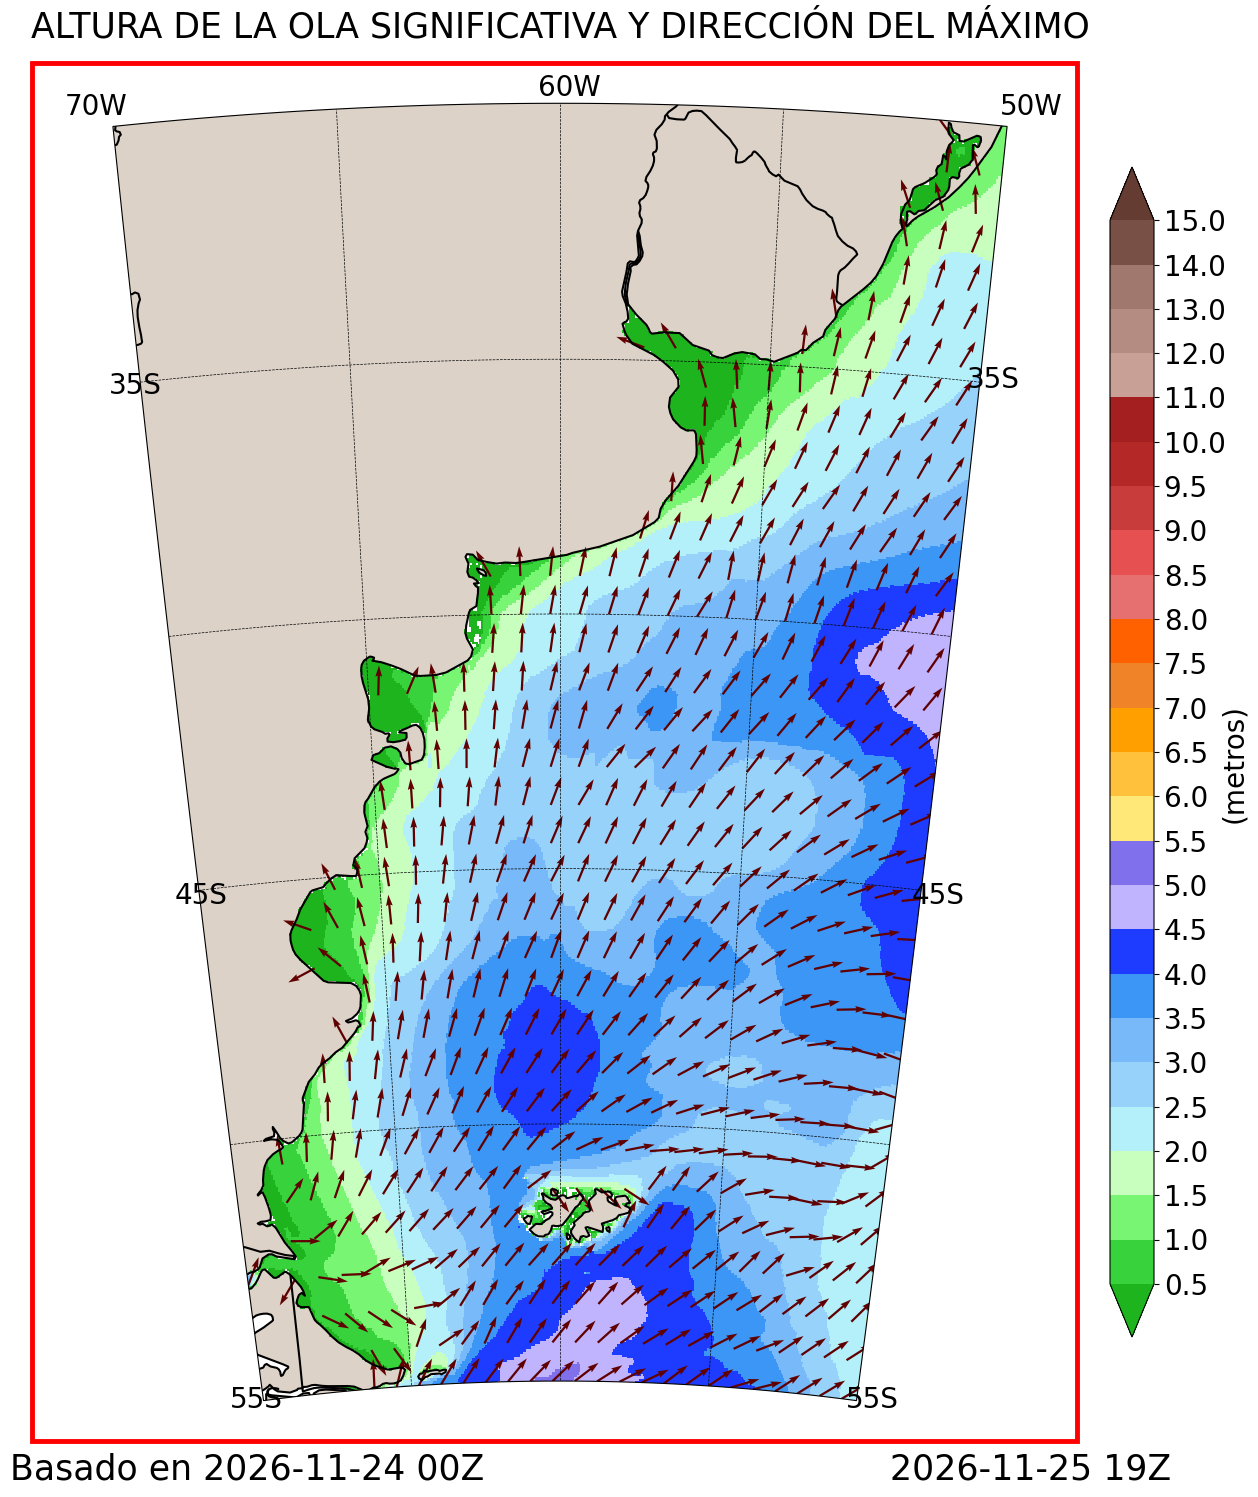 ALTURA DE LA OLA SIGNIFICATIVA Y DIRECCIÓN DEL MÁXIMO
70W
60W
50W
35S
35S
45S
45S
55S
55S
15.0
14.0
13.0
12.0
11.0
10.0
9.5
9.0
8.5
8.0
7.5
7.0
6.5
6.0
5.5
5.0
4.5
4.0
3.5
3.0
2.5
2.0
1.5
1.0
0.5
(metros)
Basado en 2026-11-24 00Z
2026-11-25 19Z